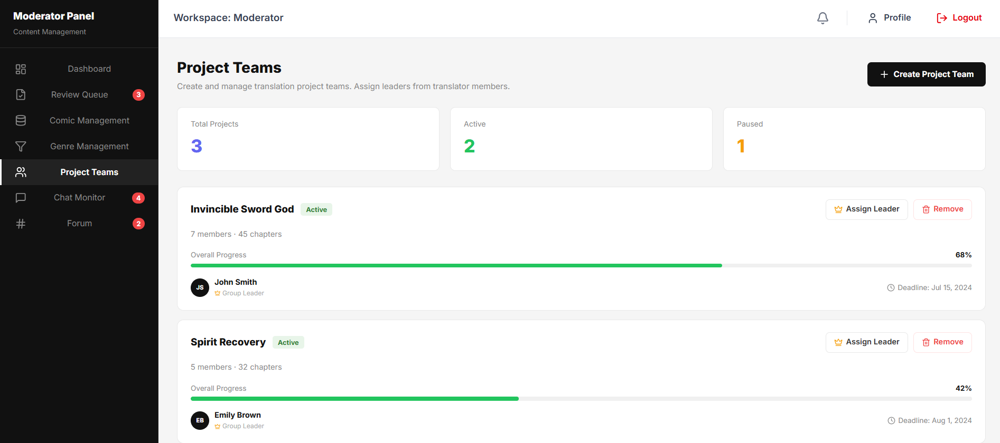 Moderator Panel
Content Management
Dashboard
Review Queue 3
Comic Management
Genre Management
Project Teams
Chat Monitor 4
Forum 2
Workspace: Moderator
Profile
Logout
Project Teams
Create and manage translation project teams. Assign leaders from translator members.
Create Project Team
Total Projects
3
Active
2
Paused
1
Invincible Sword God Active
Assign Leader
Remove
7 members · 45 chapters
Overall Progress 68%
JS
John Smith
Group Leader
Deadline: Jul 15, 2024
Spirit Recovery Active
Assign Leader
Remove
5 members · 32 chapters
Overall Progress 42%
EB
Emily Brown
Group Leader
Deadline: Aug 1, 2024